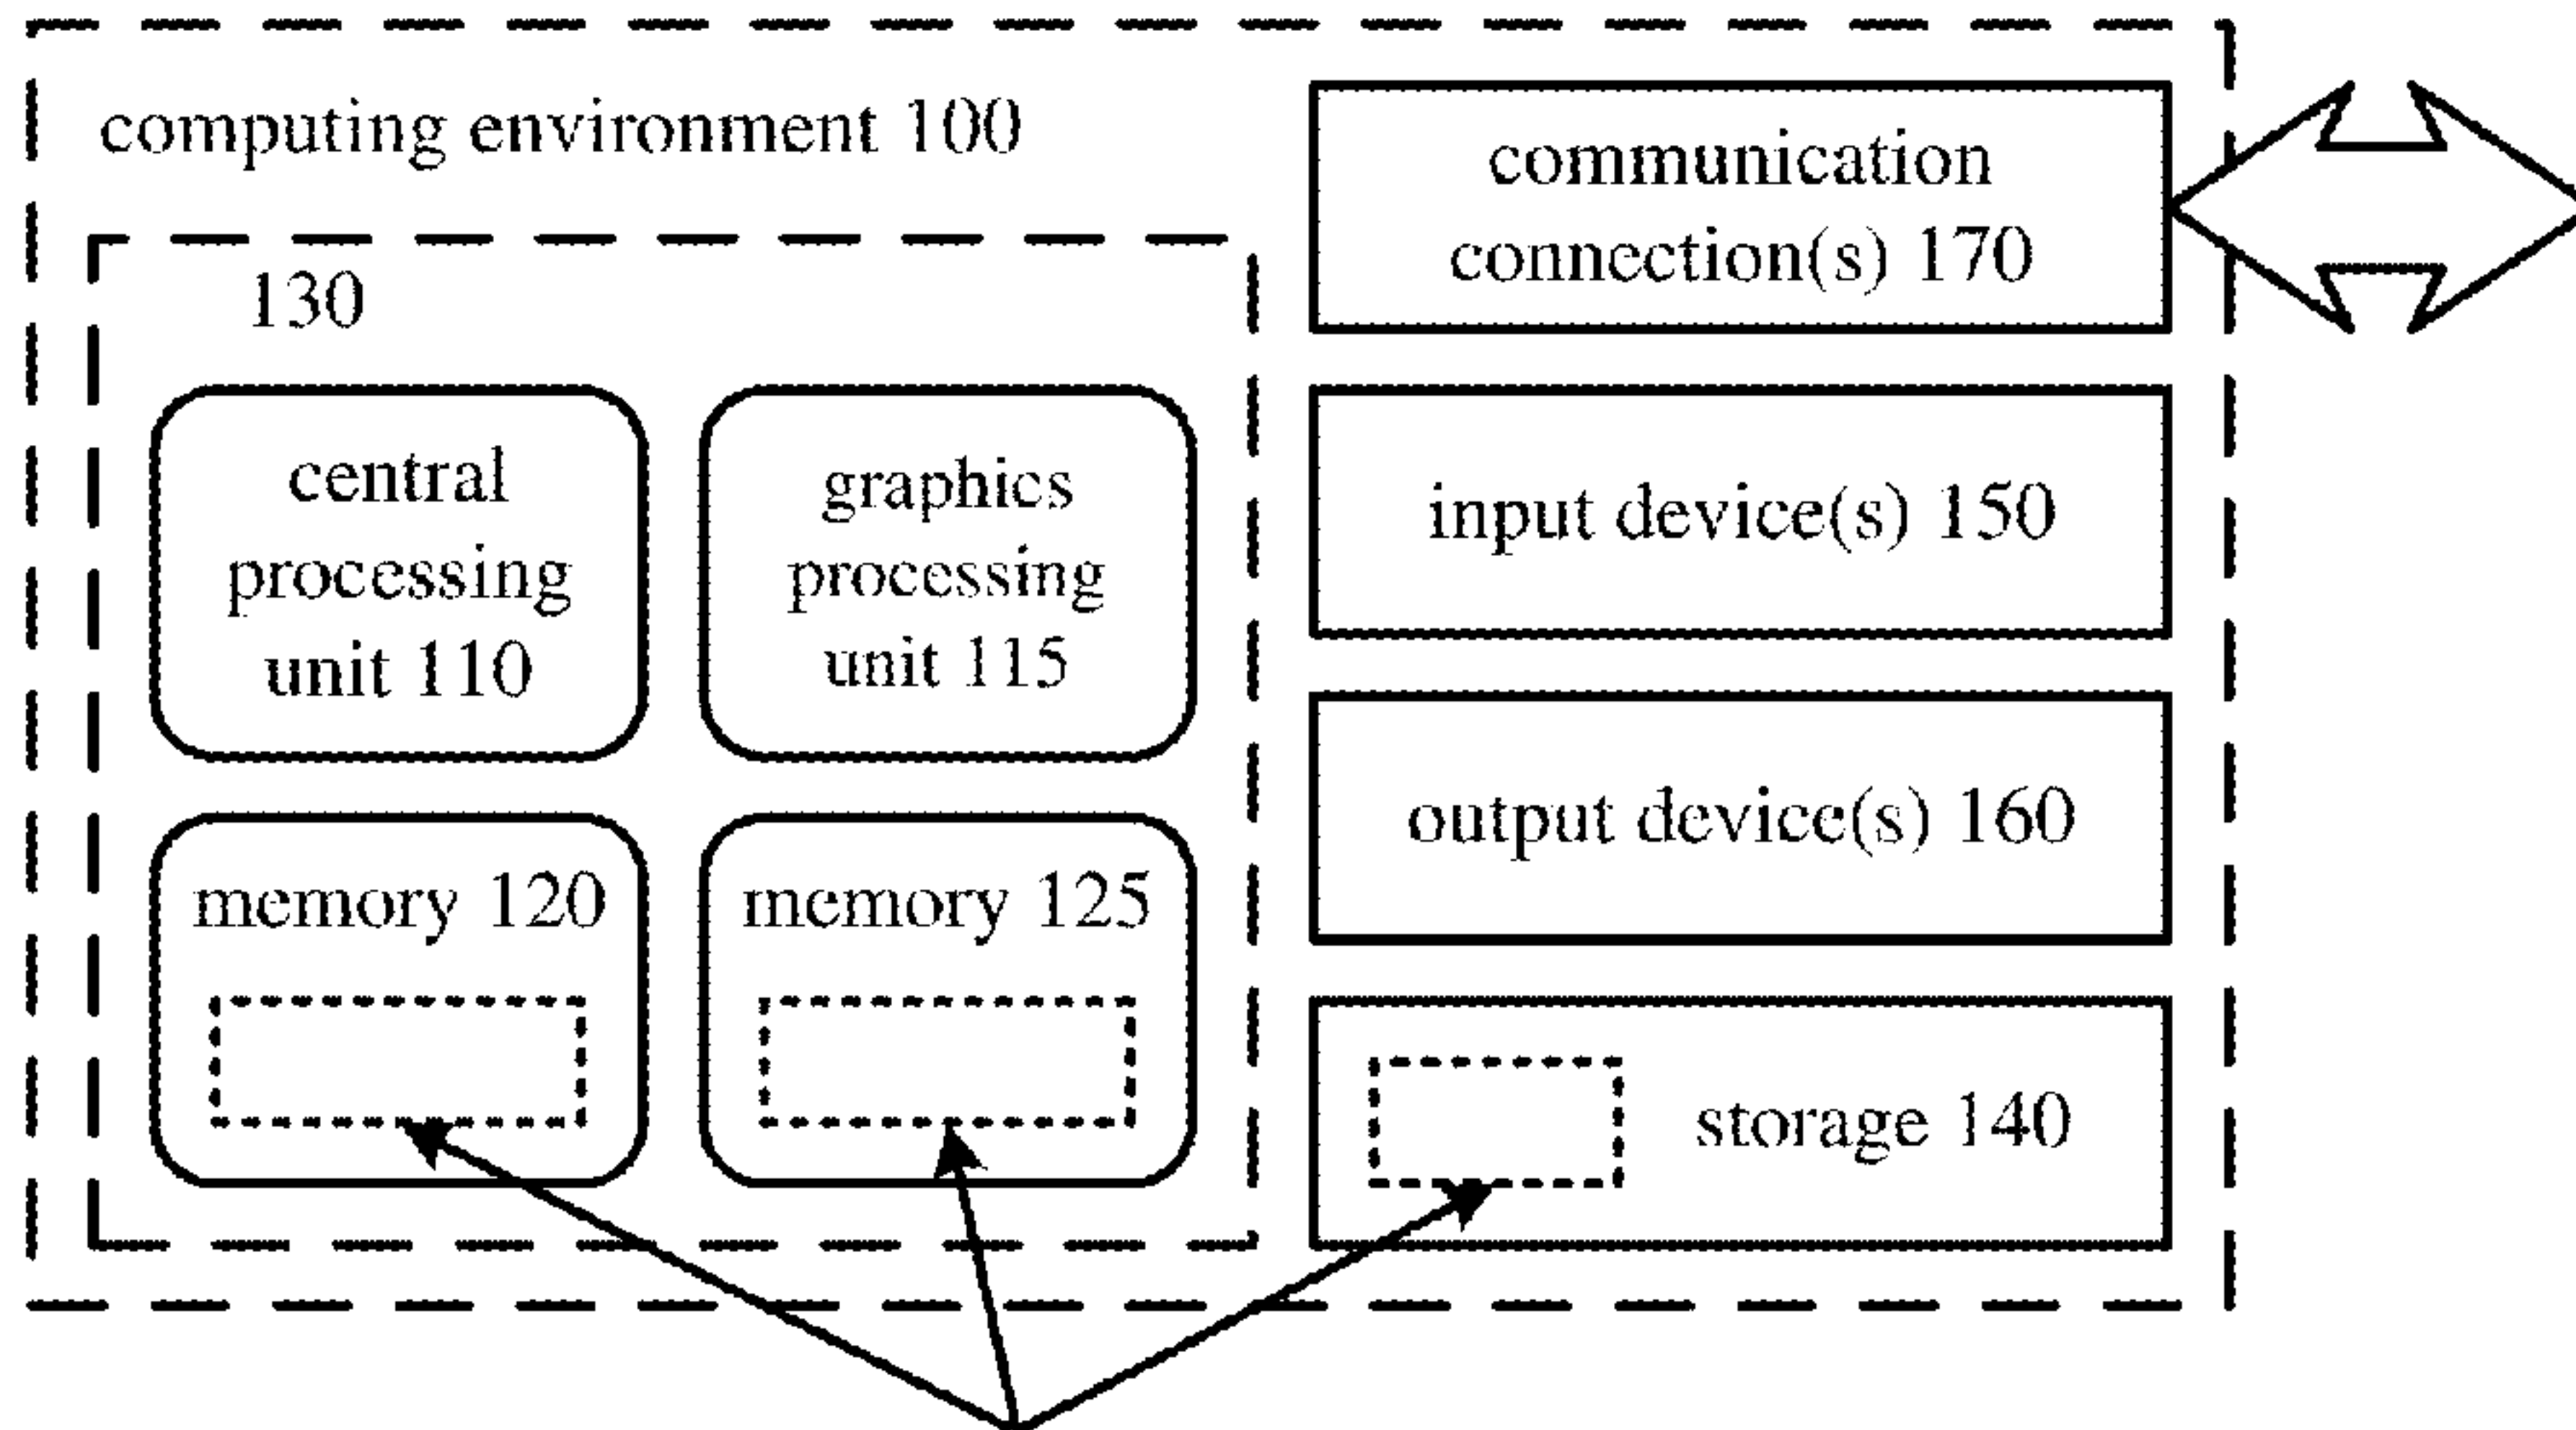 computing environment 100
130
central
processing
unit 110
graphics
processing
unit 115
memory 120
memory 125
communication
connection(s) 170
input device(s) 150
output device(s) 160
storage 140